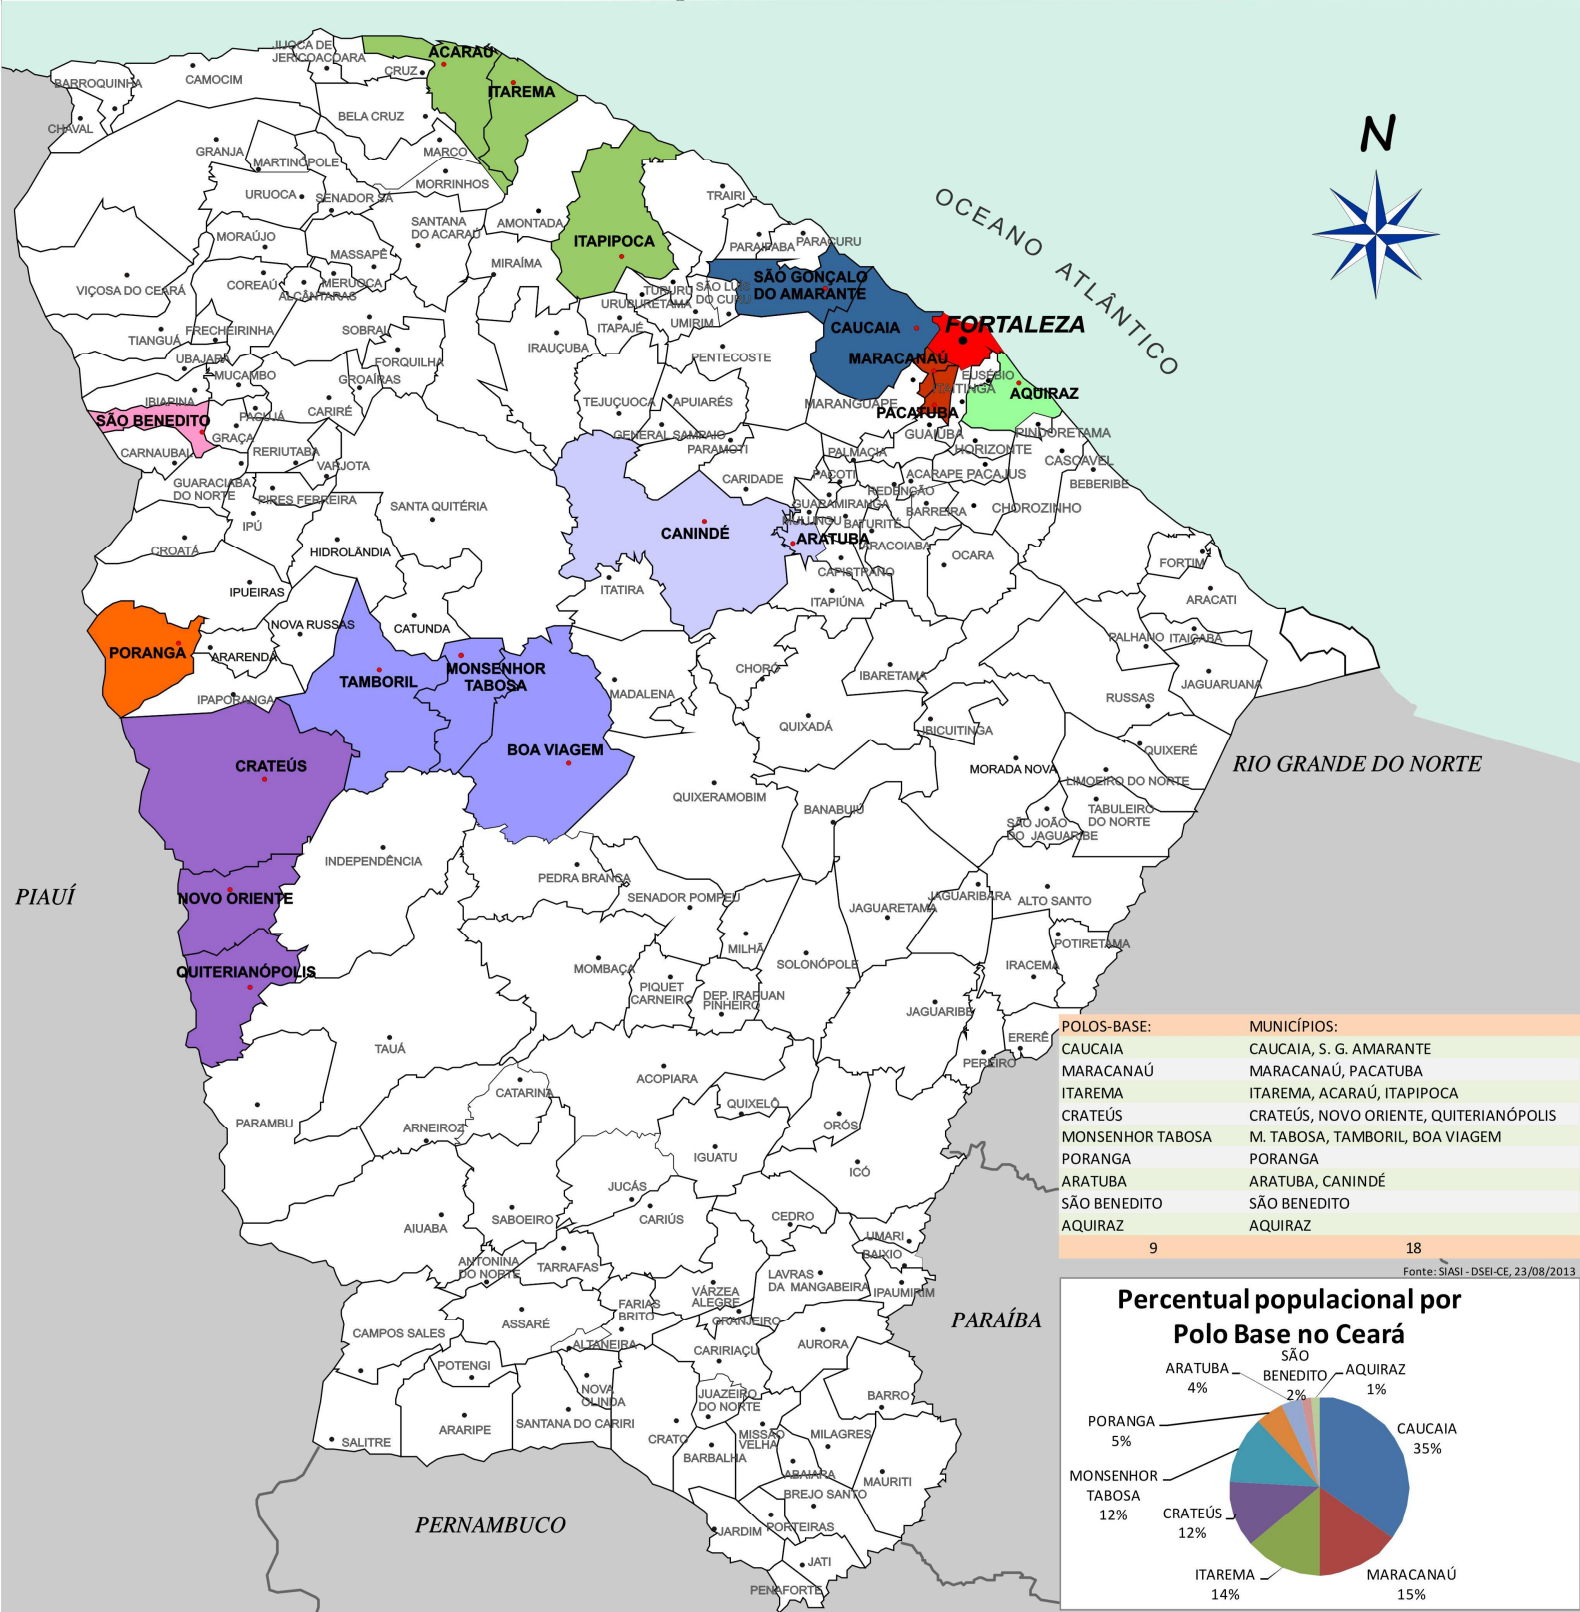 JIJOCA DE
JERICOACOARA
ACARAÚ
CRUZ
BARROQUINHA
CAMOCIM
ITAREMA
BELA CRUZ
CHAVAL
GRANJA
MARTINÓPOLE
MARCO
MORRINHOS
URUOCA
SENADOR SÁ
TRAIRI
OCEANO ATLÂNTICO
N
SANTANA
DO ACARAÚ
AMONTADA
MORAÚJO
ITAPIPOCA
PARAIPABA
PARACURU
MASSAPÊ
MIRAÍMA
VIÇOSA DO CEARÁ
COREAÚ
MERUOCA
ALCÂNTARAS
TURURU
SÃO LUIS
DO CURU
SÃO GONÇALO
DO AMARANTE
URUBURETAMA
UMIRIM
ITAPAJÉ
FRECHEIRINHA
SOBRAL
TIANGUÁ
CAUCAIA
FORTALEZA
UBAJARA
FORQUILHA
IRAUÇUBA
PENTECOSTE
MARACANAÚ
MUCAMBO
GROAÍRAS
EUSÉBIO
ITAITINGA
AQUIRAZ
IBIAPINA
CARIRÉ
TEJUÇUOCA
APUIARÉS
MARANGUAPE
PACATUBA
SÃO BENEDITO
PACUJÁ
GRAÇA
GENERAL SAMPAIO
PARAMOTI
GUAIÚBA
PINDORETAMA
CARNAUBAL
RERIUTABA
VARJOTA
PALMACIA
HORIZONTE
CASCAVEL
GUARACIABA
DO NORTE
PIRES FERREIRA
CARIDADE
PACOTI
ACARAPE
PACAJUS
BEBERIBE
REDENÇÃO
SANTA QUITÉRIA
GUARAMIRANGA
BARREIRA
CHOROZINHO
IPÚ
MULUNGU
BATURITÉ
CANINDÉ
ARATUBA
ARACOIABA
CROATÁ
HIDROLÂNDIA
OCARA
FORTIM
CAPISTRANO
IPUEIRAS
ITATIRA
ITAPIÚNA
ARACATI
NOVA RUSSAS
CATUNDA
PALHANO
ITAIÇABA
PORANGA
ARARENDÁ
TAMBORIL
MONSENHOR
TABOSA
CHORÓ
IBARETAMA
JAGUARUANA
IPAPORANGA
MADALENA
RUSSAS
QUIXADÁ
IBICUITINGA
BOA VIAGEM
QUIXERÉ
CRATEÚS
MORADA NOVA
RIO GRANDE DO NORTE
LIMOEIRO DO NORTE
QUIXERAMOBIM
BANABUIÚ
TABULEIRO
DO NORTE
SÃO JOÃO
DO JAGUARIBE
INDEPENDÊNCIA
PEDRA BRANCA
SENADOR POMPEU
JAGUARIBARA
PIAUÍ
NOVO ORIENTE
JAGUARETAMA
ALTO SANTO
MILHÃ
POTIRETAMA
QUITERIANÓPOLIS
MOMBAÇA
SOLONÓPOLE
IRACEMA
PIQUET
CARNEIRO
DEP. IRAPUAN
PINHEIRO
JAGUARIBE
TAUÁ
ERERÊ
PEREIRO
ACOPIARA
CATARINA
QUIXELÔ
PARAMBU
ARNEIROZ
ORÓS
IGUATU
ICÓ
JUCÁS
CARIÚS
AIUABA
SABOEIRO
CEDRO
UMARI
BAIXIO
ANTONINA
DO NORTE
TARRAFAS
LAVRAS
DA MANGABEIRA
IPAUMIRIM
VÁRZEA
ALEGRE
FARIAS
BRITO
GRANJEIRO
PARAÍBA
ASSARÉ
CAMPOS SALES
ALTANEIRA
CARIRIAÇU
AURORA
POTENGI
NOVA
OLINDA
JUAZEIRO
DO NORTE
BARRO
ARARIPE
SANTANA DO CARIRI
CRATO
MISSÃO
VELHA
MILAGRES
SALITRE
BARBALHA
ABAIARA
MAURITI
BREJO SANTO
PERNAMBUCO
JARDIM
PORTEIRAS
JATI
PENAFORTE
POLOS-BASE: MUNICÍPIOS:
CAUCAIA CAUCAIA, S. G. AMARANTE
MARACANAÚ MARACANAÚ, PACATUBA
ITAREMA ITAREMA, ACARAÚ, ITAPIPOCA
CRATEÚS CRATEÚS, NOVO ORIENTE, QUITERIANÓPOLIS
MONSENHOR TABOSA M. TABOSA, TAMBORIL, BOA VIAGEM
PORANGA PORANGA
ARATUBA ARATUBA, CANINDÉ
SÃO BENEDITO SÃO BENEDITO
AQUIRAZ AQUIRAZ
9 18
Fonte: SIASI - DSEI-CE, 23/08/2013
Percentual populacional por
Polo Base no Ceará
SÃO
BENEDITO
2%
ARATUBA
4%
AQUIRAZ
1%
PORANGA
5%
CAUCAIA
35%
MONSENHOR
TABOSA
12%
CRATEÚS
12%
ITAREMA
14%
MARACANAÚ
15%